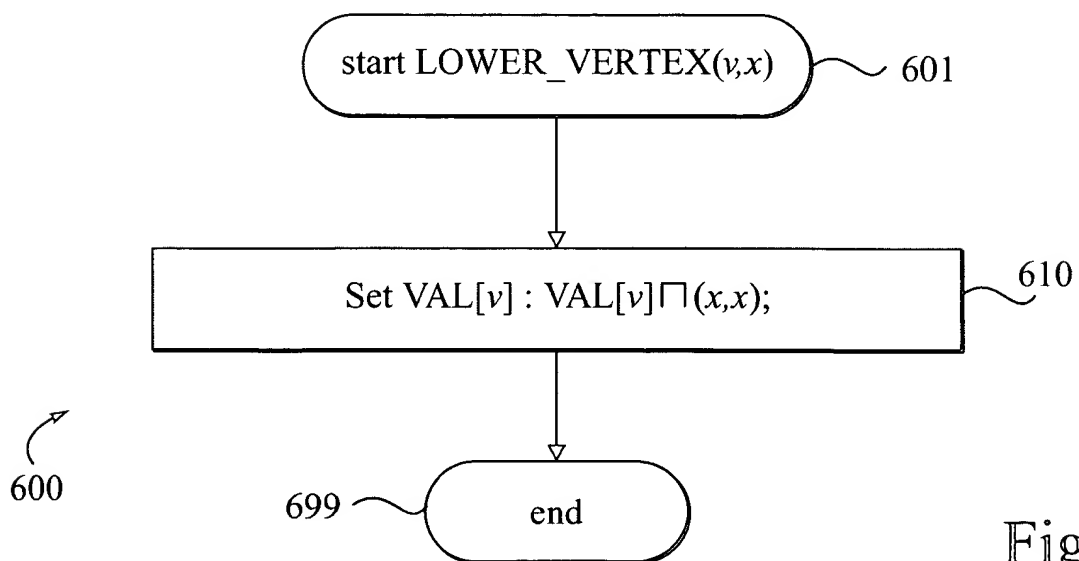 start LOWER_VERTEX(v,x)
601
Set VAL[v] : VAL[v]⊓(x,x);
610
600
699
end
Fig